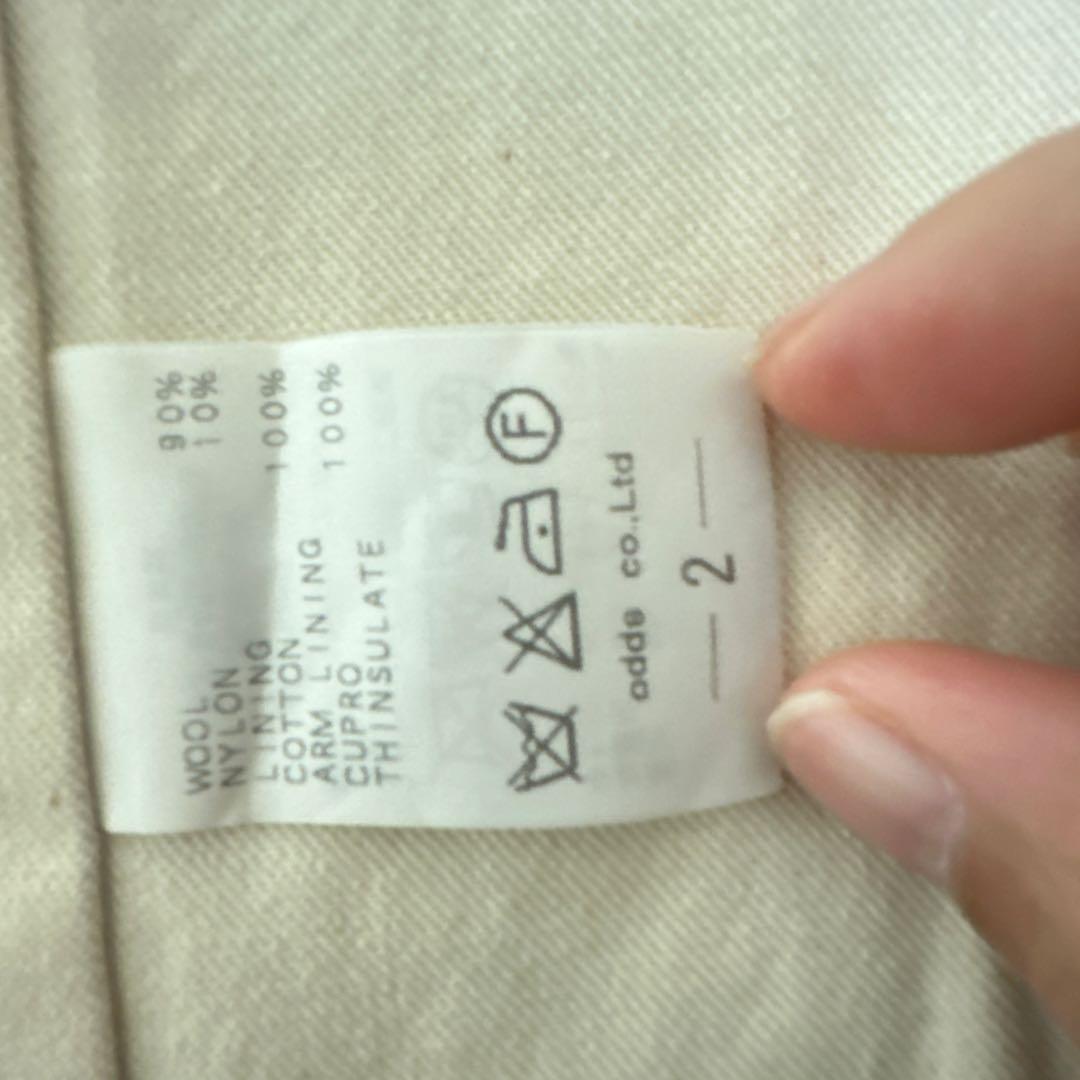 WOOL 90%
NYLON 10%
LINING
COTTON 100%
ARM LINING
CUPRO 100%
THINSULATE
F
adds co.,Ltd
— 2 —